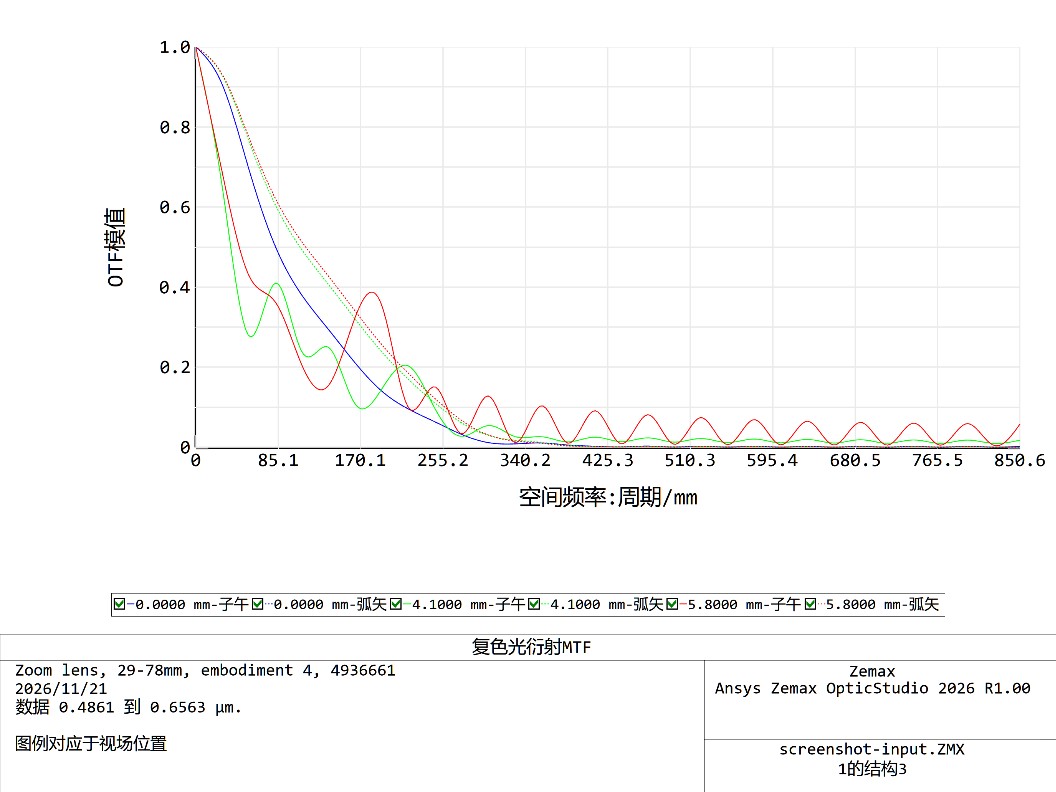 1.0
0.8
0.6
0.4
0.2
0
OTF模值
0 85.1 170.1 255.2 340.2 425.3 510.3 595.4 680.5 765.5 850.6
空间频率:周期/mm
0.0000 mm-子午 0.0000 mm-弧矢 4.1000 mm-子午 4.1000 mm-弧矢 5.8000 mm-子午 5.8000 mm-弧矢
复色光衍射MTF
Zoom lens, 29-78mm, embodiment 4, 4936661
2026/11/21
数据 0.4861 到 0.6563 µm.
图例对应于视场位置
Zemax
Ansys Zemax OpticStudio 2026 R1.00
screenshot-input.ZMX
1的结构3